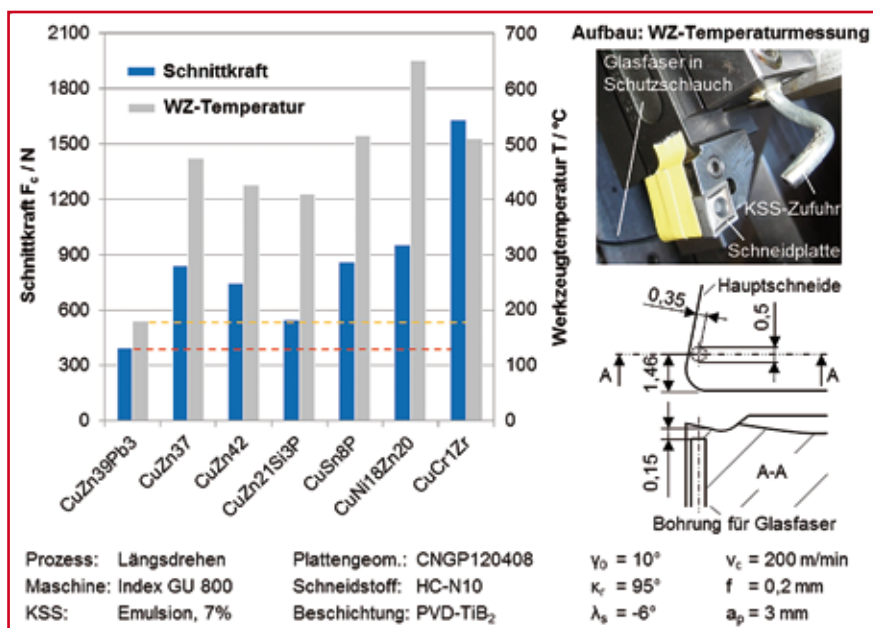 Schnittkraft F_c / N
2100
1800
1500
1200
900
600
300
0
Schnittkraft
WZ-Temperatur
700
600
500
400
300
200
100
0
Werkzeugtemperatur T / °C
CuZn39Pb3
CuZn37
CuZn42
CuZn21Si3P
CuSn8P
CuNi18Zn20
CuCr1Zr
Aufbau: WZ-Temperaturmessung
Glasfaser in
Schutzschlauch
KSS-Zufuhr
Schneidplatte
Hauptschneide
0,35
0,5
1,46
A
A
0,15
A-A
Bohrung für Glasfaser
Prozess: Längsdrehen
Maschine: Index GU 800
KSS: Emulsion, 7%
Plattengeom.: CNGP120408
Schneidstoff: HC-N10
Beschichtung: PVD-TiB₂
γ₀ = 10°
κᵣ = 95°
λₛ = -6°
v_c = 200 m/min
f = 0,2 mm
aₚ = 3 mm